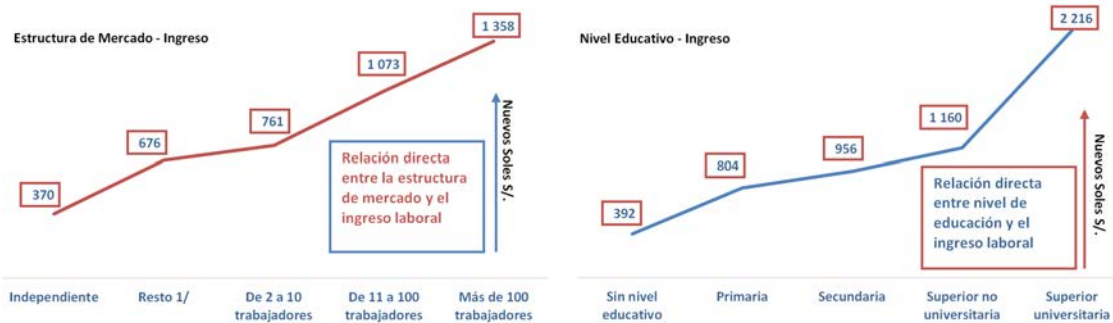 Estructura de Mercado - Ingreso
370
676
761
1 073
1 358
Nuevos Soles S/.
Relación directa
entre la estructura
de mercado y el
ingreso laboral
Independiente
Resto 1/
De 2 a 10
trabajadores
De 11 a 100
trabajadores
Más de 100
trabajadores
Nivel Educativo - Ingreso
392
804
956
1 160
2 216
Nuevos Soles S/.
Relación directa
entre nivel de
educación y el
ingreso laboral
Sin nivel
educativo
Primaria
Secundaria
Superior no
universitaria
Superior
universitaria